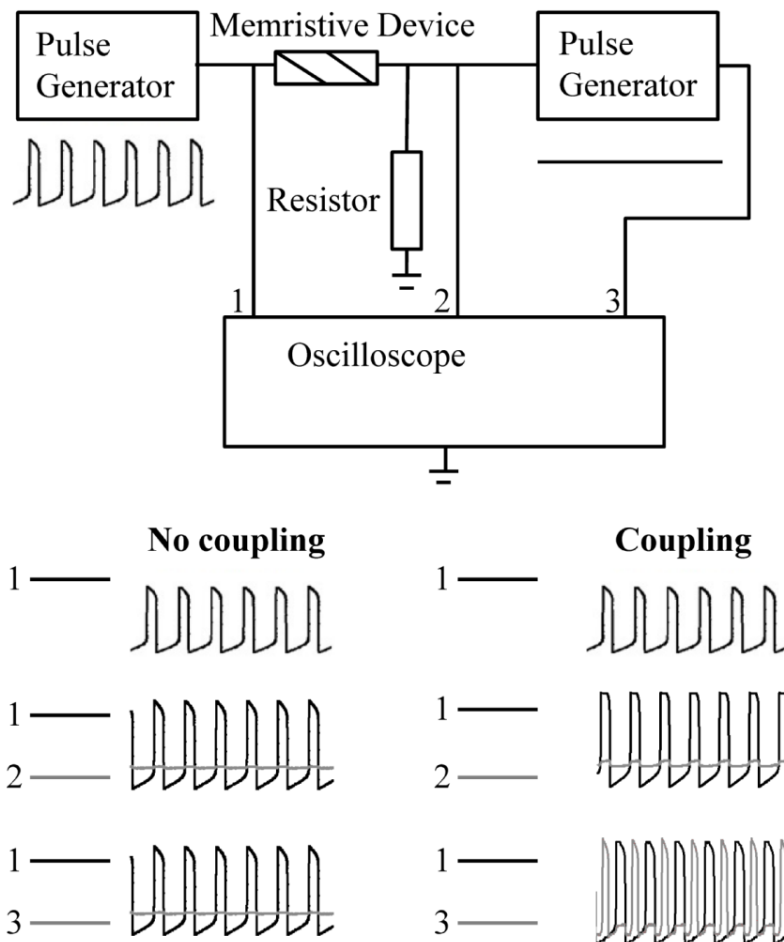 Memristive Device
Pulse
Generator
Pulse
Generator
Resistor
1
2
3
Oscilloscope
No coupling
Coupling
1
1
1
2
1
2
1
3
1
3